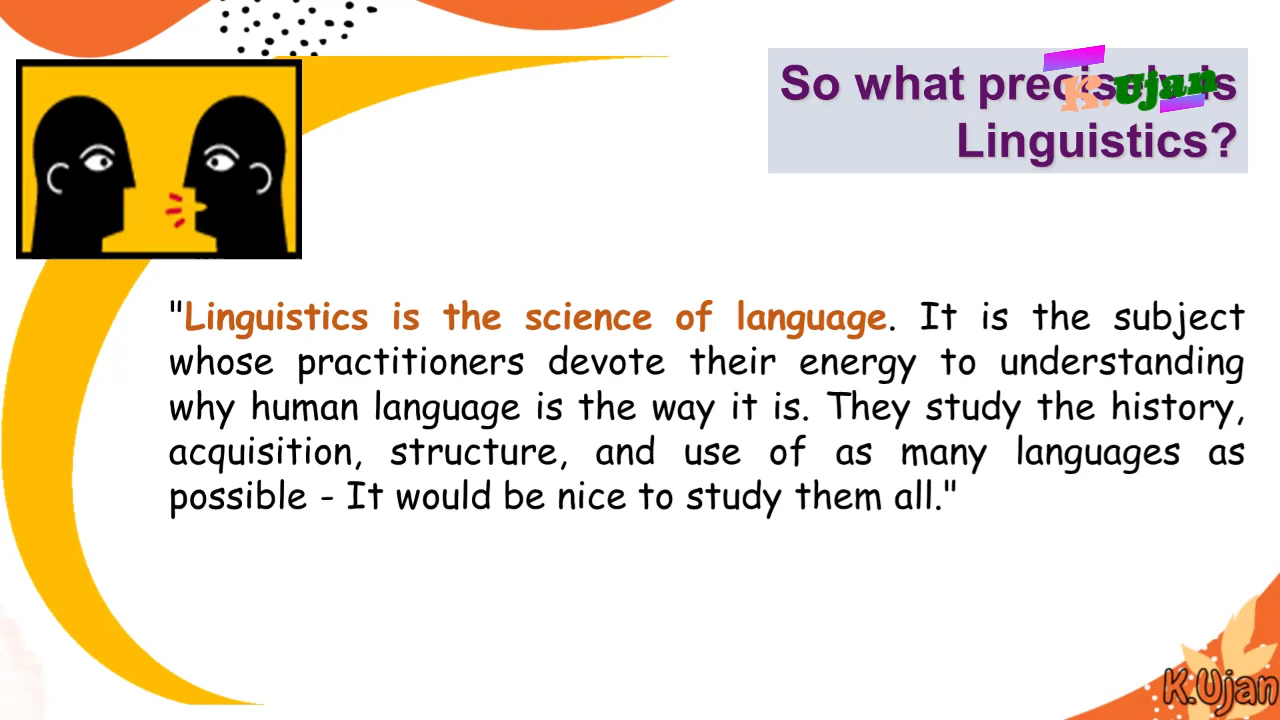 So what precisely is
Linguistics?
K.Ujan
"Linguistics is the science of language. It is the subject
whose practitioners devote their energy to understanding
why human language is the way it is. They study the history,
acquisition, structure, and use of as many languages as
possible - It would be nice to study them all."
K.Ujan